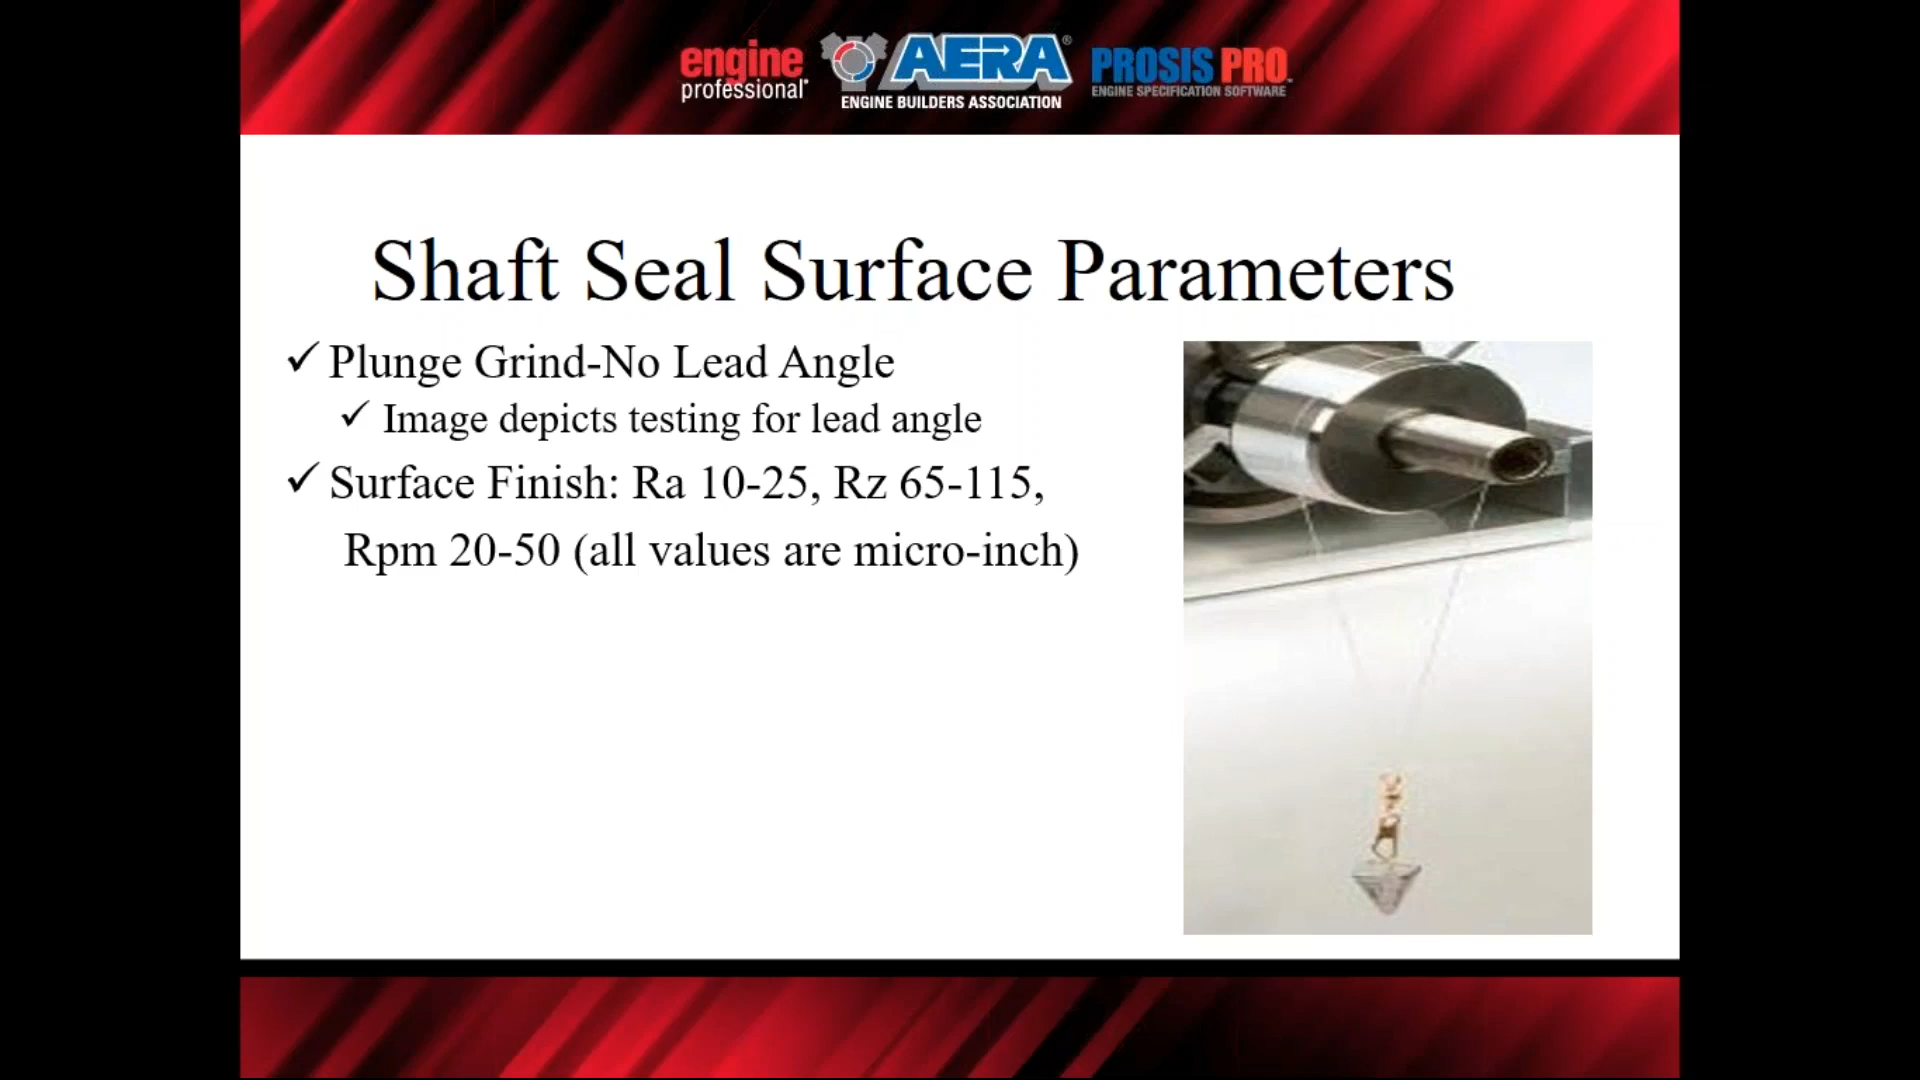 engine
professional
AERA®
ENGINE BUILDERS ASSOCIATION
PROSIS PRO™
ENGINE SPECIFICATION SOFTWARE
Shaft Seal Surface Parameters
✓ Plunge Grind-No Lead Angle
✓ Image depicts testing for lead angle
✓ Surface Finish: Ra 10-25, Rz 65-115,
Rpm 20-50 (all values are micro-inch)